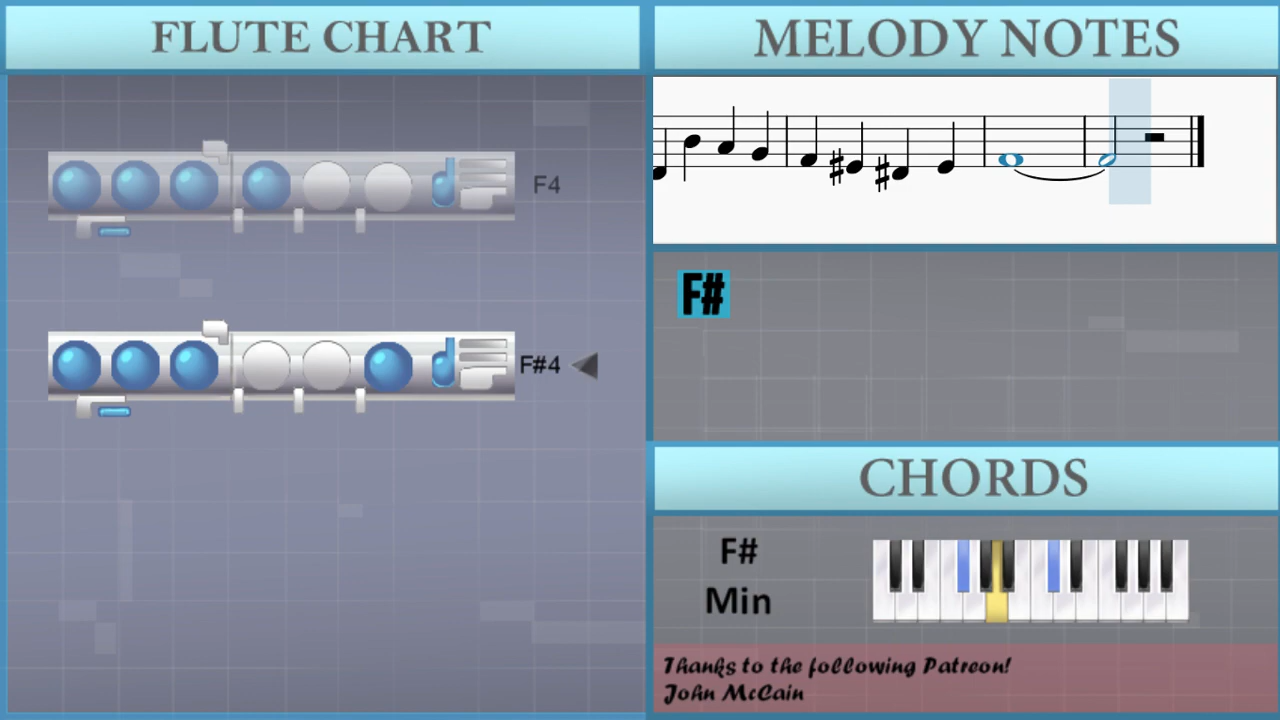 FLUTE CHART
F4
F#4
MELODY NOTES
F#
CHORDS
F#
Min
Thanks to the following Patreon!
John McCain